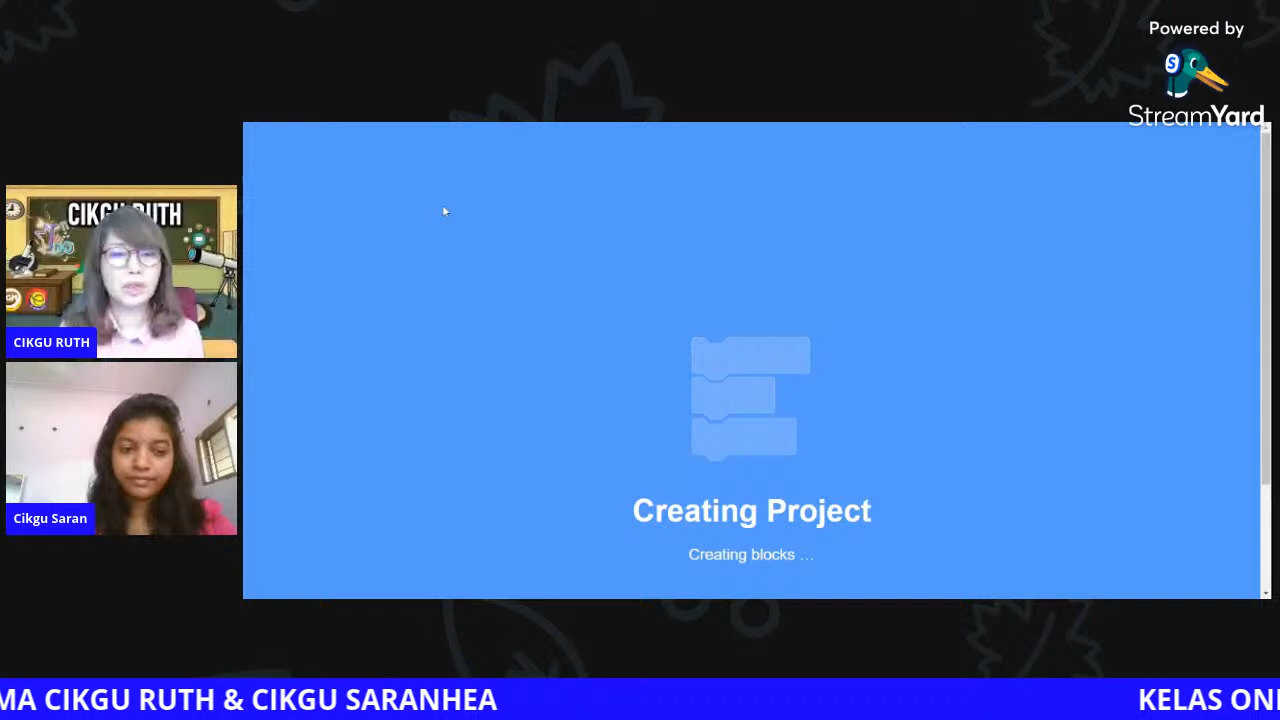 Powered by
StreamYard
CIKGU RUTH
CIKGU RUTH
Cikgu Saran
Creating Project
Creating blocks ...
MA CIKGU RUTH & CIKGU SARANHEA
KELAS ONI